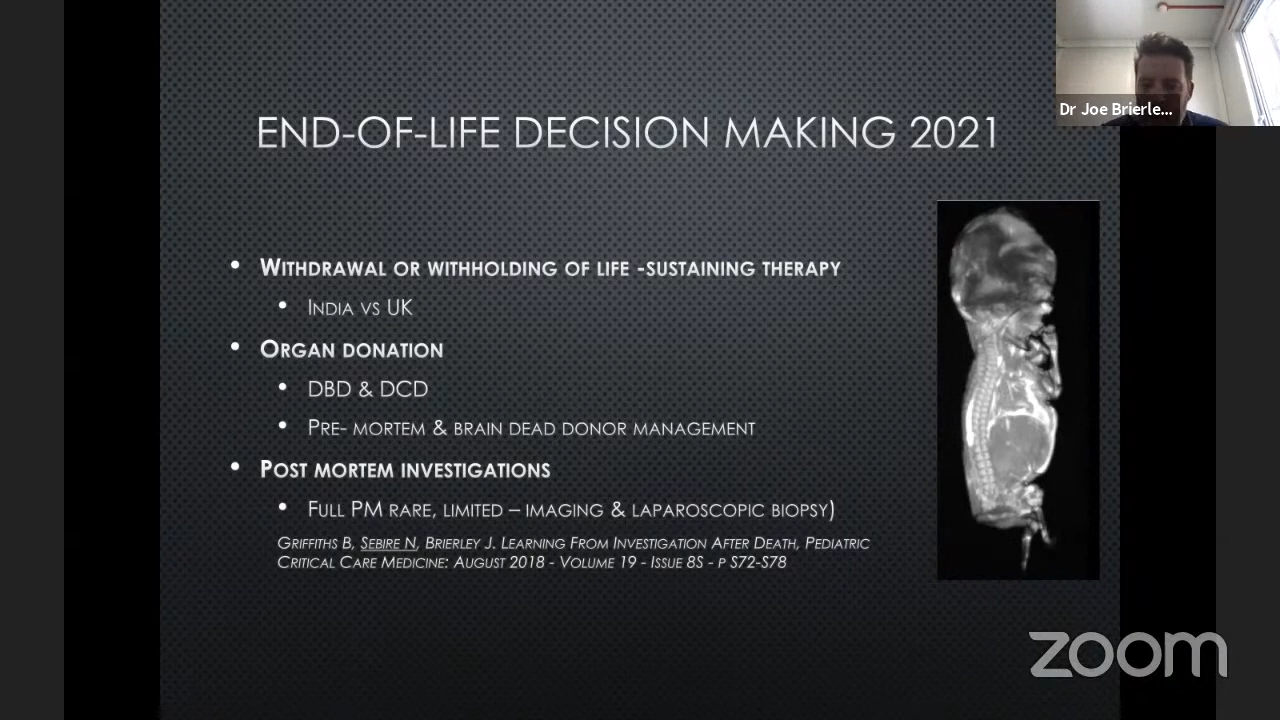 Dr Joe Brierle...
END-OF-LIFE DECISION MAKING 2021
• WITHDRAWAL OR WITHHOLDING OF LIFE -SUSTAINING THERAPY
• INDIA VS UK
• ORGAN DONATION
• DBD & DCD
• PRE- MORTEM & BRAIN DEAD DONOR MANAGEMENT
• POST MORTEM INVESTIGATIONS
• FULL PM RARE, LIMITED – IMAGING & LAPAROSCOPIC BIOPSY)
GRIFFITHS B, SEBIRE N, BRIERLEY J. LEARNING FROM INVESTIGATION AFTER DEATH, PEDIATRIC
CRITICAL CARE MEDICINE: AUGUST 2018 - VOLUME 19 - ISSUE 8S - P S72-S78
zoom